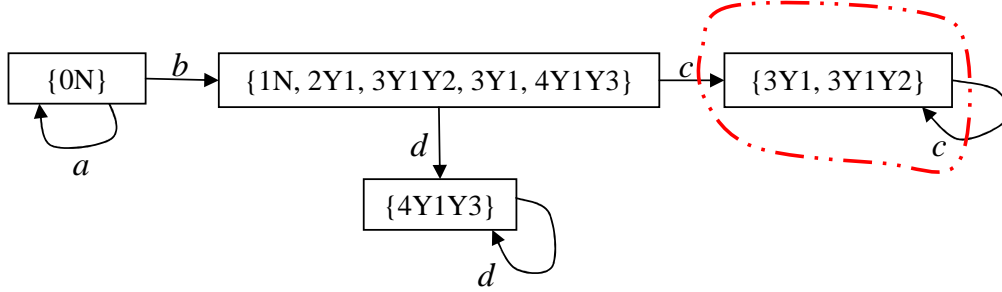 {0N} b {1N, 2Y1, 3Y1Y2, 3Y1, 4Y1Y3} c {3Y1, 3Y1Y2}
a d c
{4Y1Y3}
d